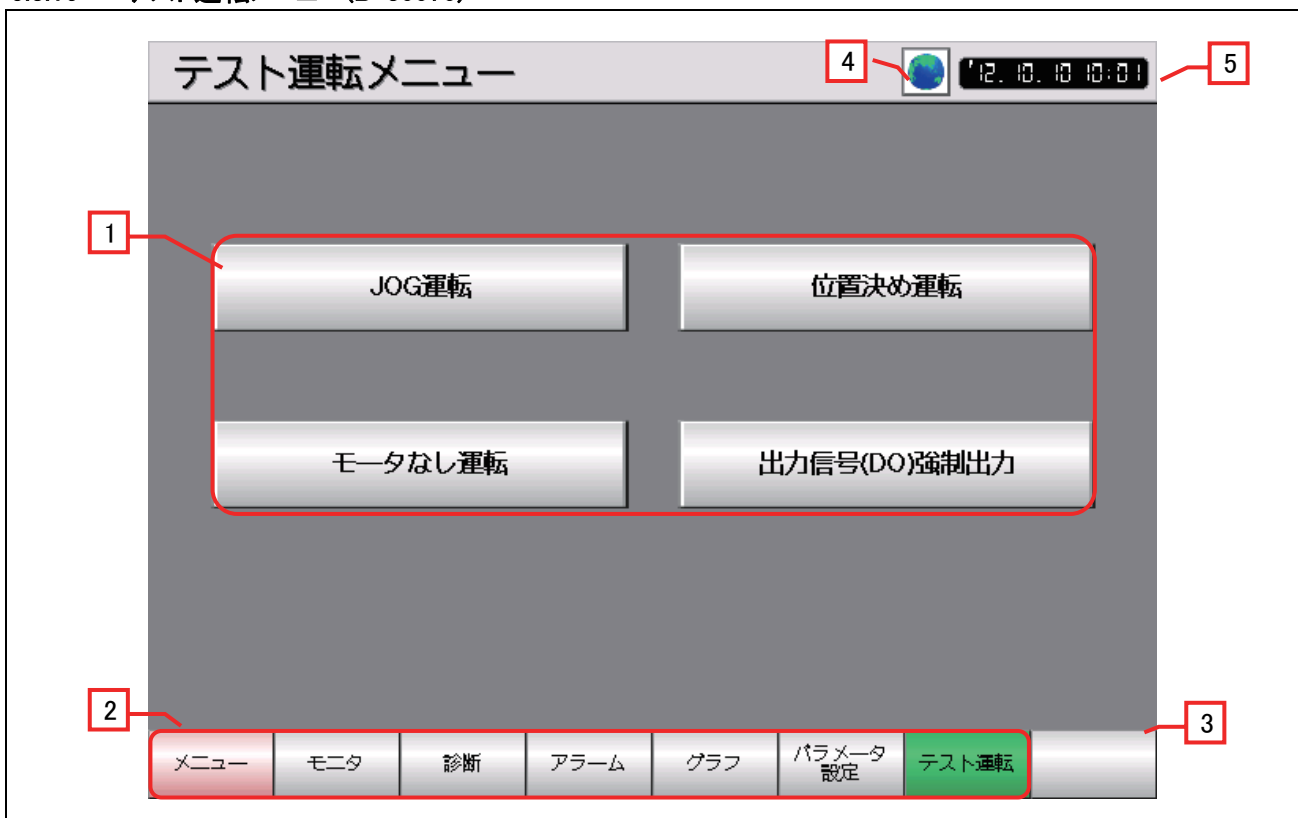 テスト運転メニュー
4
'12.10.10 10:01
5
1
JOG運転
位置決め運転
モータなし運転
出力信号(DO)強制出力
2
3
メニュー
モニタ
診断
アラーム
グラフ
パラメータ
設定
テスト運転